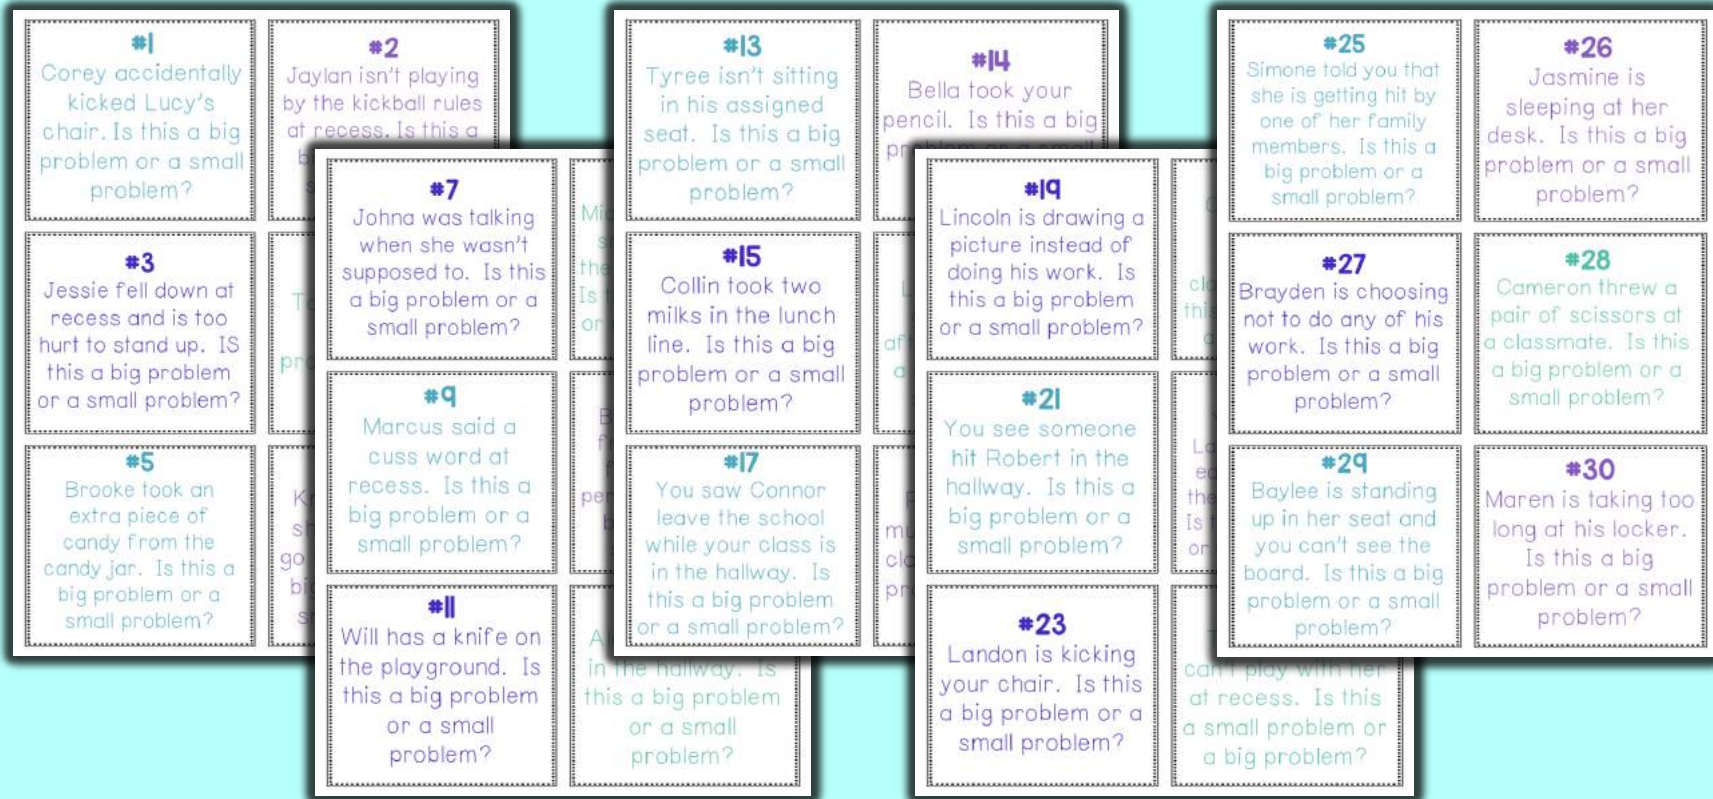 #1
Corey accidentally
kicked Lucy's
chair. Is this a big
problem or a small
problem?
#2
Jaylan isn't playing
by the kickball rules
at recess. Is this a
#3
Jessie fell down at
recess and is too
hurt to stand up. IS
this a big problem
or a small problem?
#5
Brooke took an
extra piece of
candy from the
candy jar. Is this a
big problem or a
small problem?
#7
Johna was talking
when she wasn't
supposed to. Is this
a big problem or a
small problem?
#9
Marcus said a
cuss word at
recess. Is this a
big problem or a
small problem?
#11
Will has a knife on
the playground. Is
this a big problem
or a small
problem?
in the hallway. Is
this a big problem
or a small
problem?
#13
Tyree isn't sitting
in his assigned
seat. Is this a big
problem or a small
problem?
#14
Bella took your
pencil. Is this a big
problem or a small
#15
Collin took two
milks in the lunch
line. Is this a big
problem or a small
problem?
#17
You saw Connor
leave the school
while your class is
in the hallway. Is
this a big problem
or a small problem?
#19
Lincoln is drawing a
picture instead of
doing his work. Is
this a big problem
or a small problem?
#21
You see someone
hit Robert in the
hallway. Is this a
big problem or a
small problem?
#23
Landon is kicking
your chair. Is this
a big problem or a
small problem?
can't play with her
at recess. Is this
a small problem or
a big problem?
#25
Simone told you that
she is getting hit by
one of her family
members. Is this a
big problem or a
small problem?
#26
Jasmine is
sleeping at her
desk. Is this a big
problem or a small
problem?
#27
Brayden is choosing
not to do any of his
work. Is this a big
problem or a small
problem?
#28
Cameron threw a
pair of scissors at
a classmate. Is this
a big problem or a
small problem?
#29
Baylee is standing
up in her seat and
you can't see the
board. Is this a big
problem or a small
problem?
#30
Maren is taking too
long at his locker.
Is this a big
problem or a small
problem?